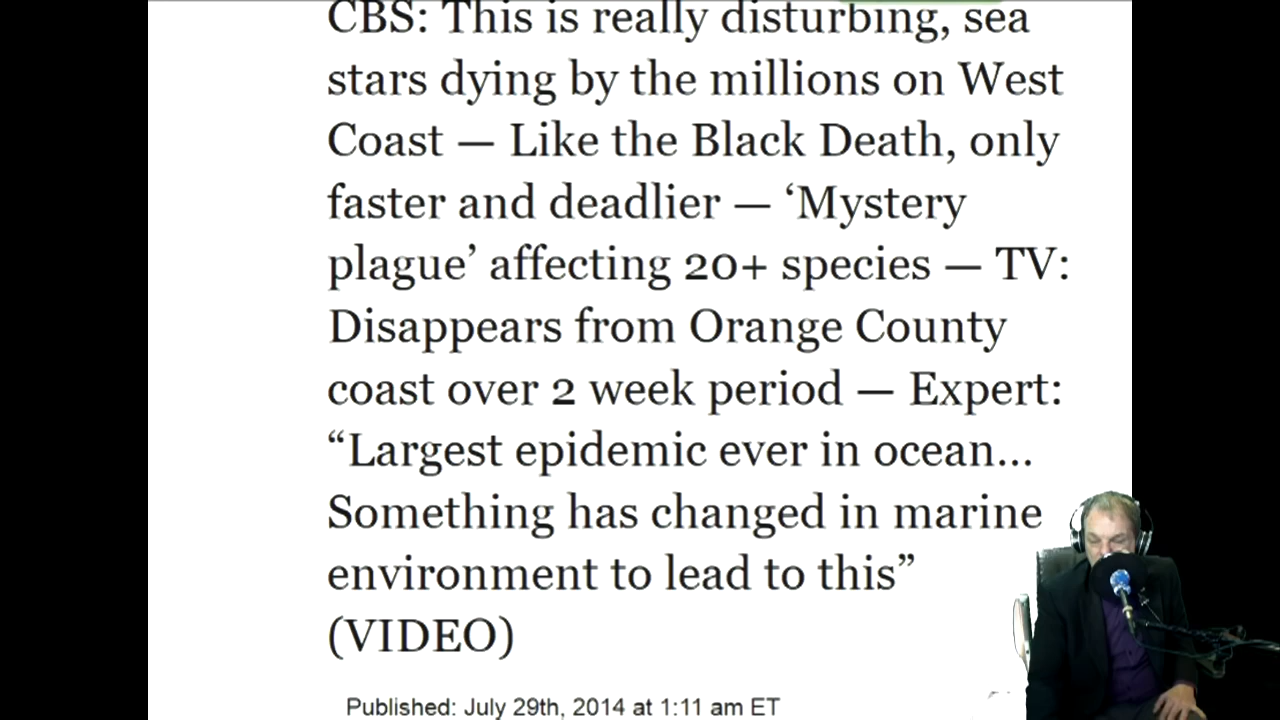 CBS: This is really disturbing, sea
stars dying by the millions on West
Coast — Like the Black Death, only
faster and deadlier — ‘Mystery
plague’ affecting 20+ species — TV:
Disappears from Orange County
coast over 2 week period — Expert:
“Largest epidemic ever in ocean...
Something has changed in marine
environment to lead to this”
(VIDEO)
Published: July 29th, 2014 at 1:11 am ET